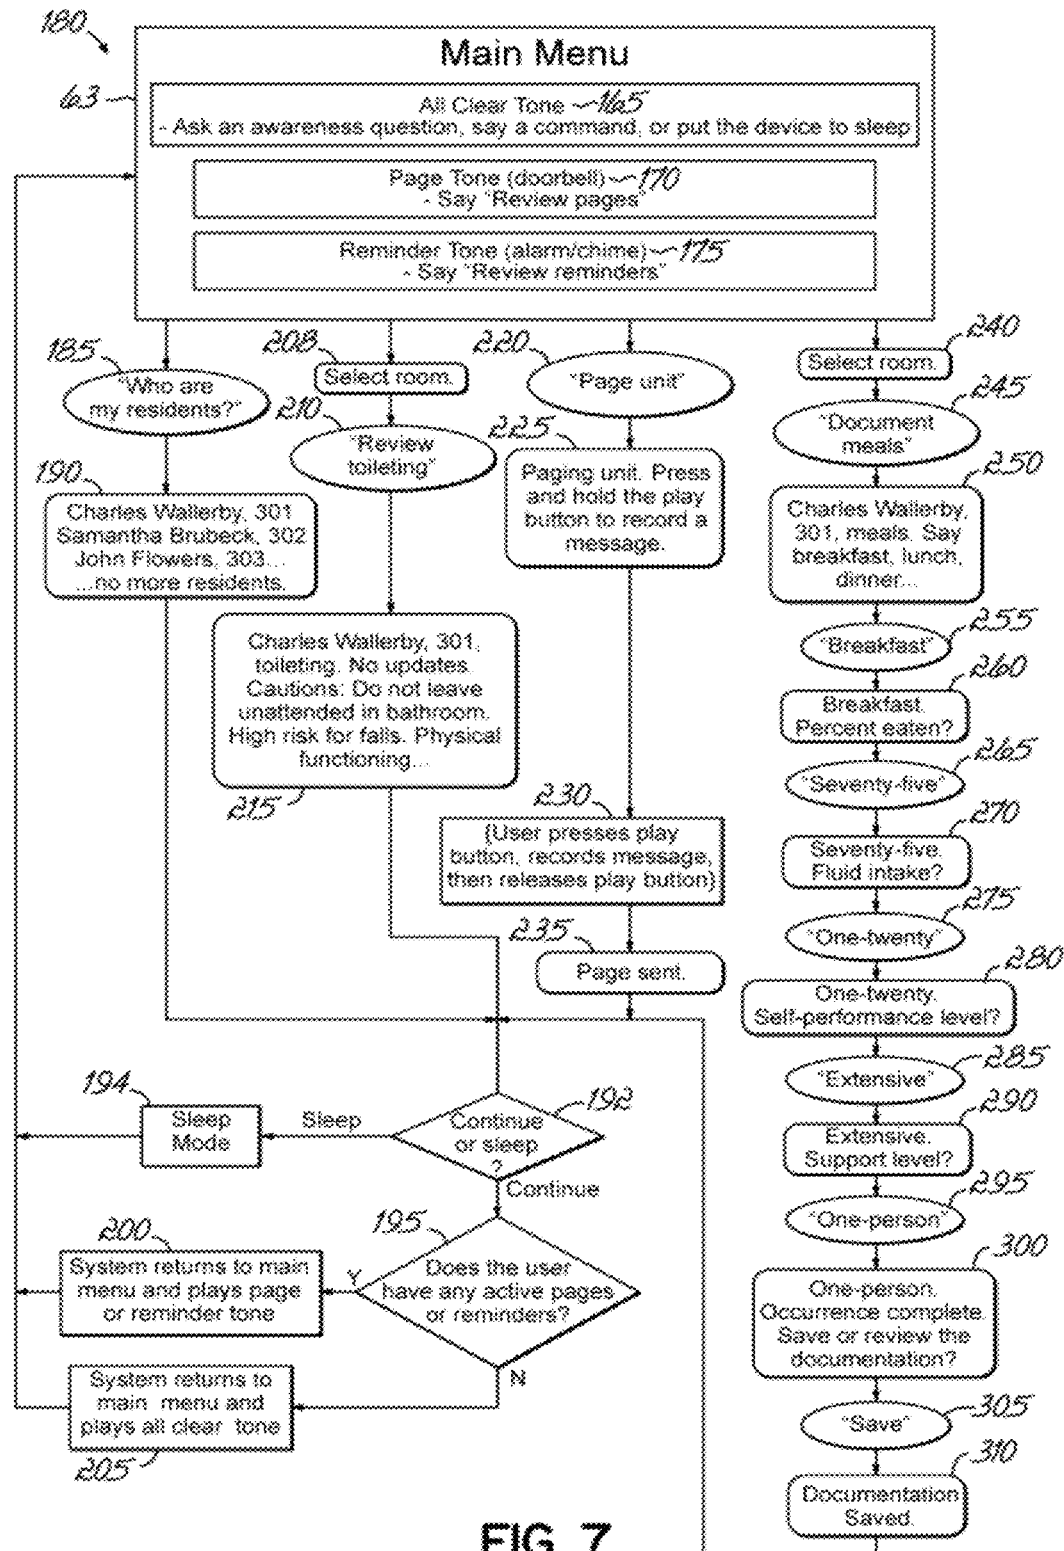 180
Main Menu
63
All Clear Tone 165
- Ask an awareness question, say a command, or put the device to sleep
Page Tone (doorbell) 170
- Say "Review pages"
Reminder Tone (alarm/chime) 175
- Say "Review reminders"
185
"Who are
my residents?"
190
Charles Wallerby, 301
Samantha Brubeck, 302
John Flowers, 303...
...no more residents.
208
Select room.
210
"Review
toileting"
Charles Wallerby, 301,
toileting. No updates.
Cautions: Do not leave
unattended in bathroom.
High risk for falls. Physical
functioning...
215
220
"Page unit"
225
Paging unit. Press
and hold the play
button to record a
message.
230
(User presses play
button, records message,
then releases play button)
235
Page sent.
240
Select room.
245
"Document
meals"
250
Charles Wallerby,
301, meals. Say
breakfast, lunch,
dinner...
255
"Breakfast"
260
Breakfast.
Percent eaten?
265
"Seventy-five"
270
Seventy-five.
Fluid intake?
275
"One-twenty"
280
One-twenty.
Self-performance level?
285
"Extensive"
290
Extensive.
Support level?
295
"One-person"
300
One-person.
Occurrence complete.
Save or review the
documentation?
305
"Save"
310
Documentation
Saved.
194
Sleep
Mode
Sleep
192
Continue
or sleep
?
Continue
195
Does the user
have any active pages
or reminders?
Y
N
200
System returns to main
menu and plays page
or reminder tone
System returns to
main menu and
plays all clear tone
205
FIG. 7